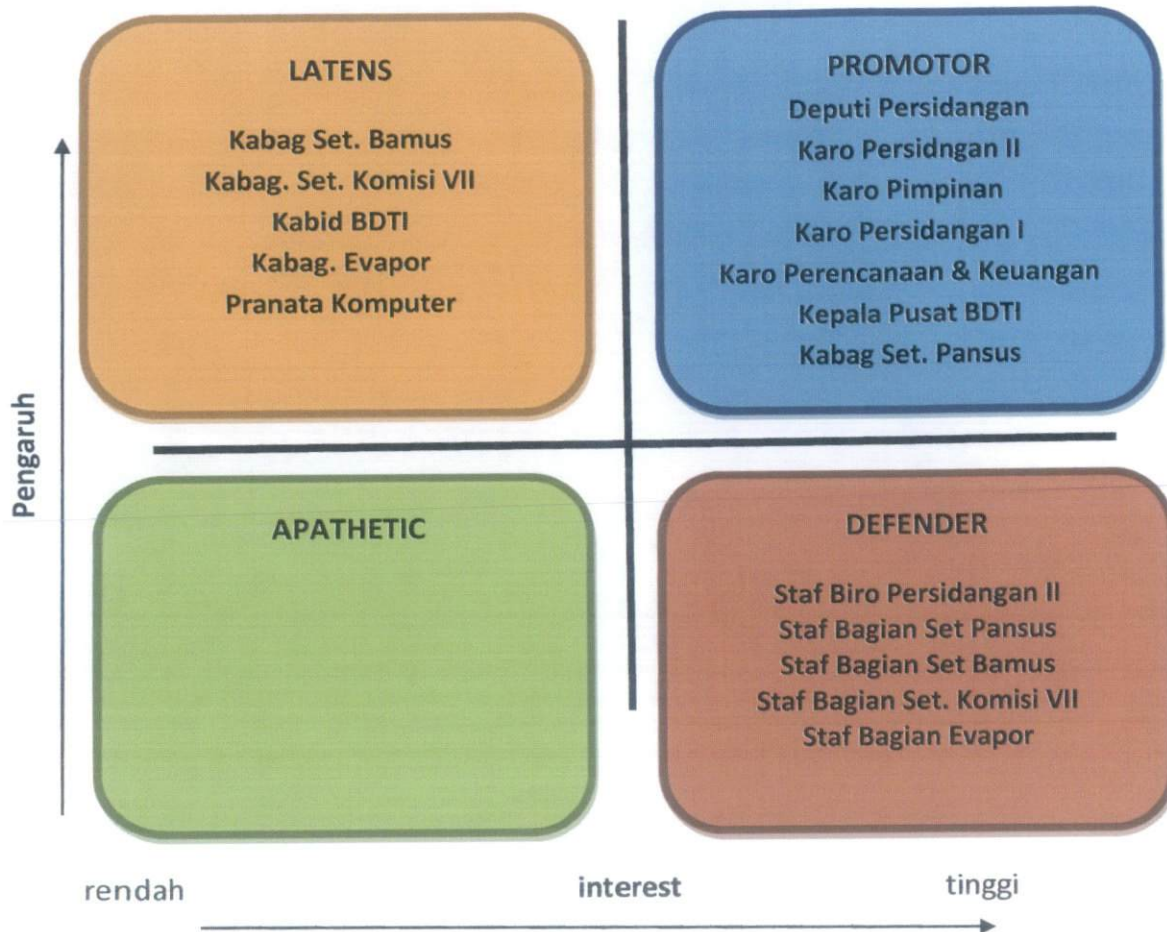 LATENS
Kabag Set. Bamus
Kabag. Set. Komisi VII
Kabid BDTI
Kabag. Evapor
Pranata Komputer
PROMOTOR
Deputi Persidangan
Karo Persidngan II
Karo Pimpinan
Karo Persidangan I
Karo Perencanaan & Keuangan
Kepala Pusat BDTI
Kabag Set. Pansus
Pengaruh
APATHETIC
DEFENDER
Staf Biro Persidangan II
Staf Bagian Set Pansus
Staf Bagian Set Bamus
Staf Bagian Set. Komisi VII
Staf Bagian Evapor
rendah
interest
tinggi